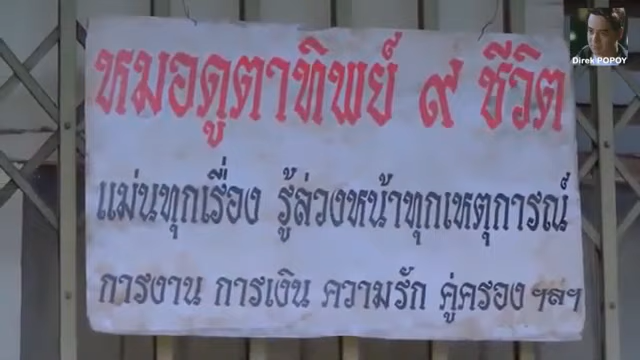 Direk POPOY
หมอดูตาทิพย์ ๙ ชีวิต
แม่นทุกเรื่อง รู้ล่วงหน้าทุกเหตุการณ์
การงาน การเงิน ความรัก คู่ครอง ฯลฯ